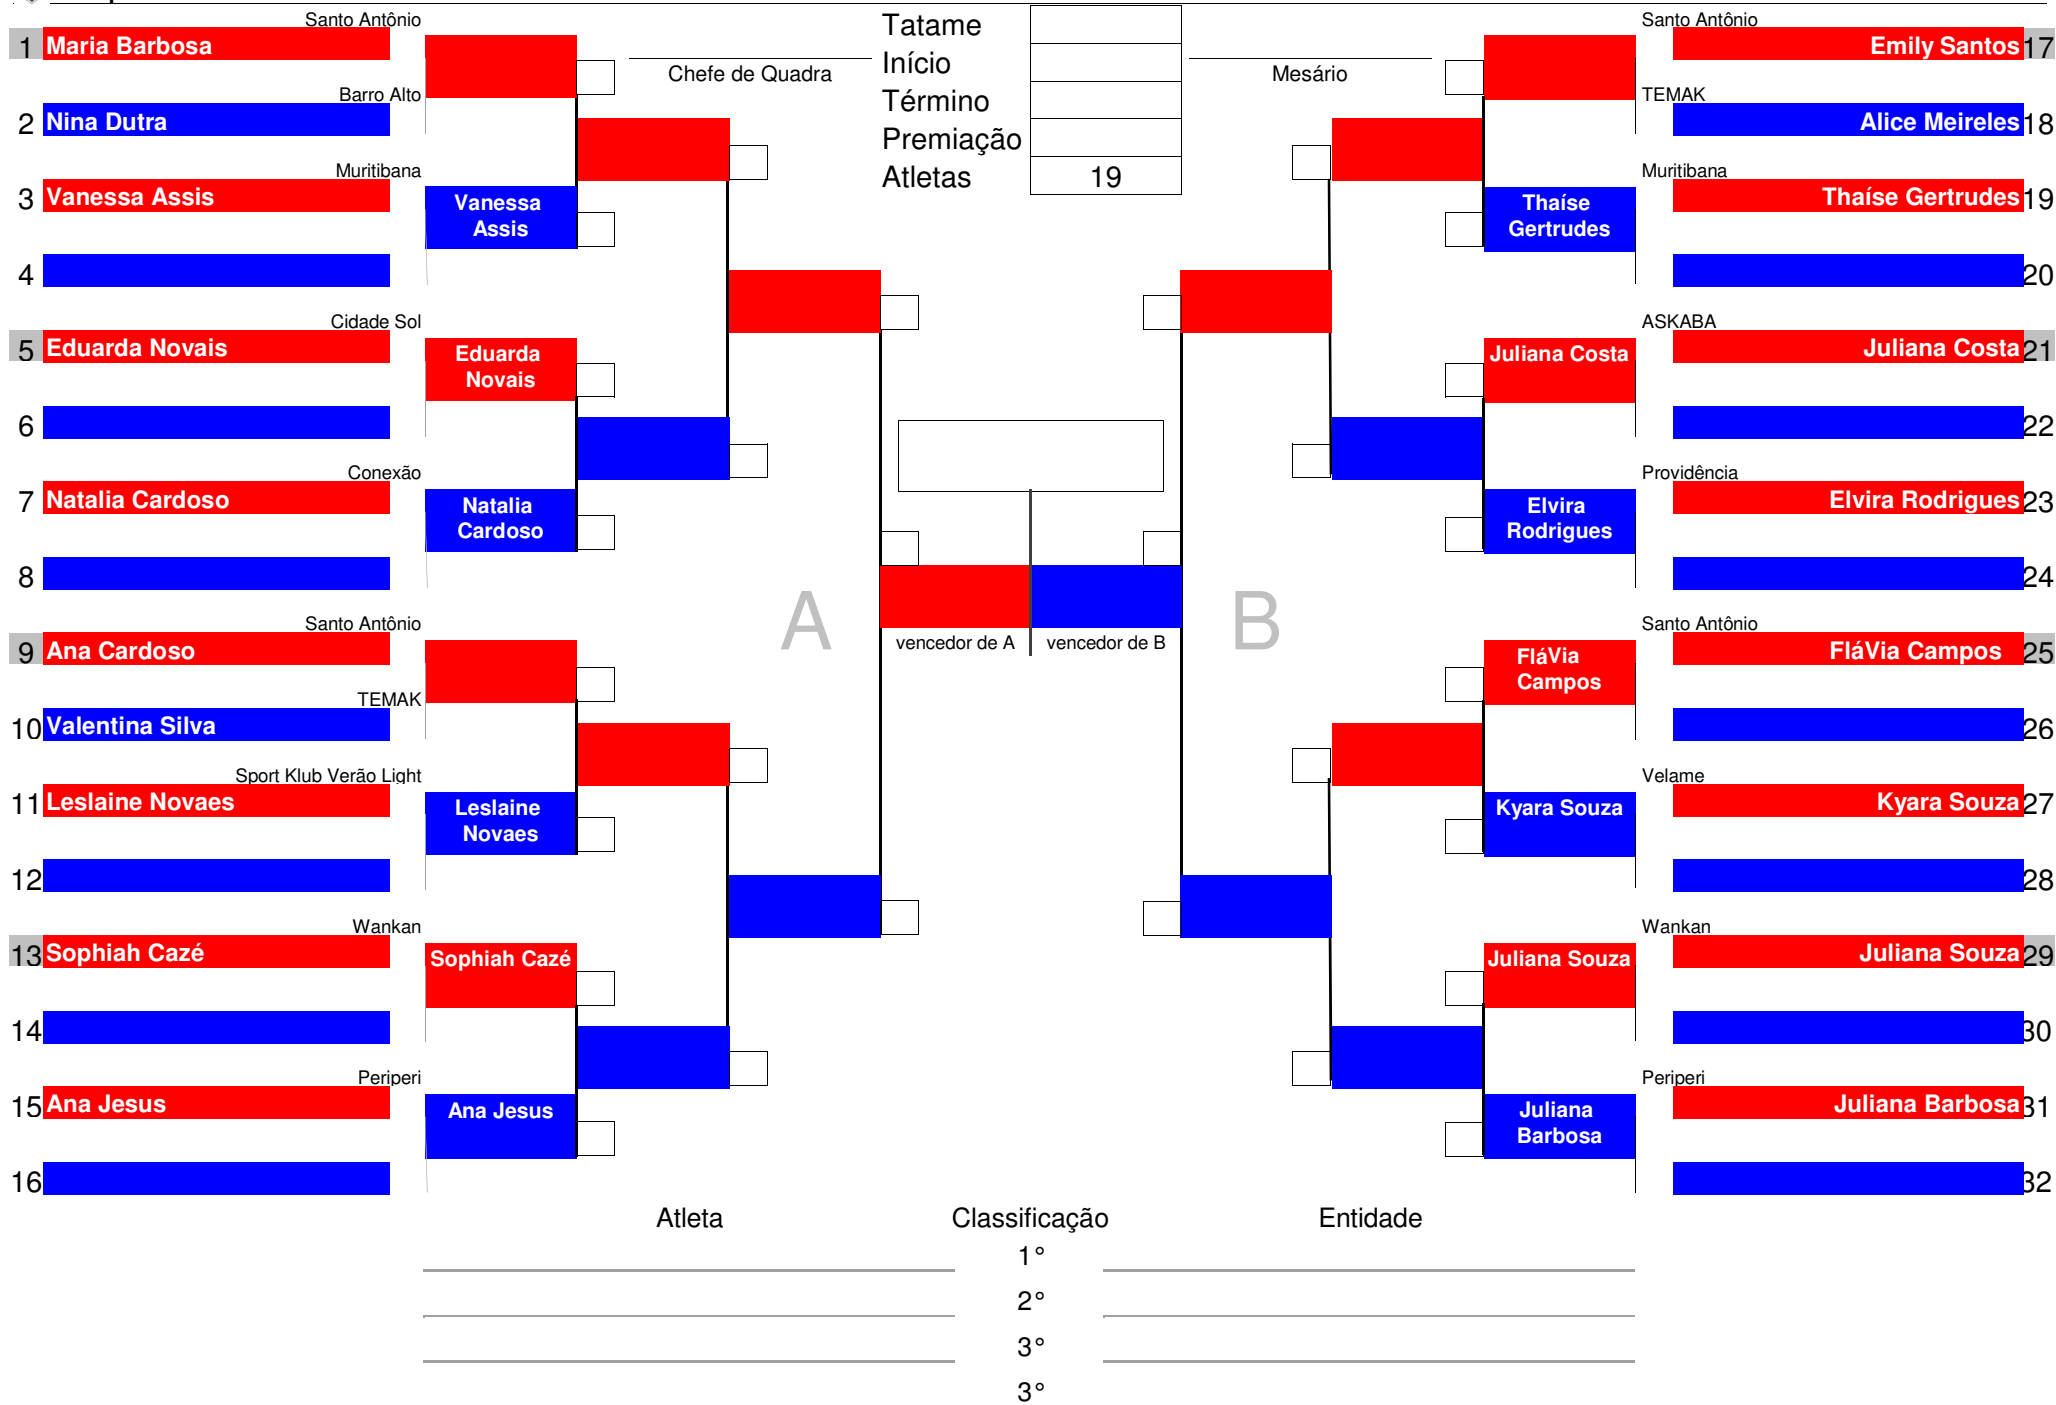 Santo Antônio
1 Maria Barbosa
Barro Alto
2 Nina Dutra
Muritibana
3 Vanessa Assis
Vanessa
Assis
4
Cidade Sol
5 Eduarda Novais
Eduarda
Novais
6
Conexão
7 Natalia Cardoso
Natalia
Cardoso
8
Santo Antônio
9 Ana Cardoso
TEMAK
10 Valentina Silva
Sport Klub Verão Light
11 Leslaine Novaes
Leslaine
Novaes
12
Wankan
13 Sophiah Cazé
Sophiah Cazé
14
Periperi
15 Ana Jesus
Ana Jesus
16
Chefe de Quadra
Tatame
Início
Término
Premiação
Atletas 19
Mesário
A
B
vencedor de A
vencedor de B
Santo Antônio
Emily Santos 17
TEMAK
Alice Meireles 18
Muritibana
Thaíse Gertrudes 19
Thaíse
Gertrudes
20
ASKABA
Juliana Costa 21
Juliana Costa
22
Providência
Elvira Rodrigues 23
Elvira
Rodrigues
24
Santo Antônio
FláVia Campos 25
FláVia
Campos
26
Velame
Kyara Souza 27
Kyara Souza
28
Wankan
Juliana Souza 29
Juliana Souza
30
Periperi
Juliana Barbosa 31
Juliana
Barbosa
32
Atleta Classificação Entidade
1°
2°
3°
3°